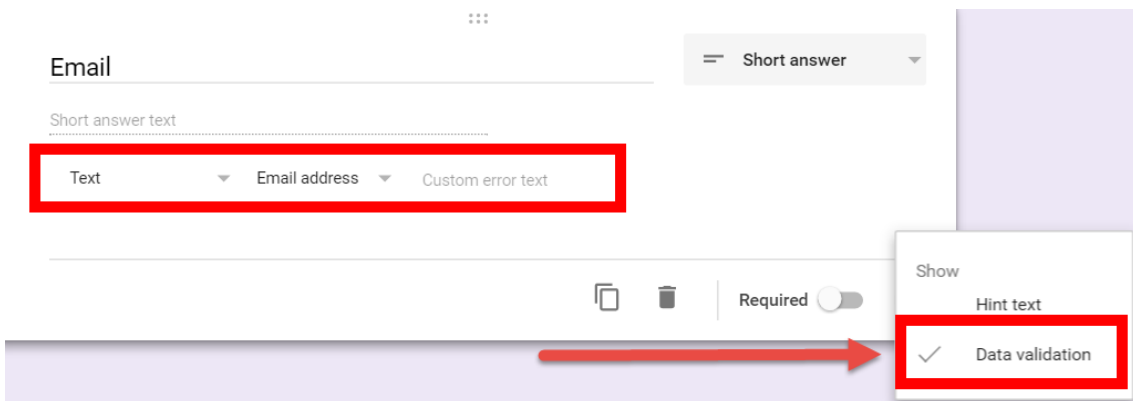 Email
Short answer
Short answer text
Text
Email address
Custom error text
Required
Show
Hint text
Data validation